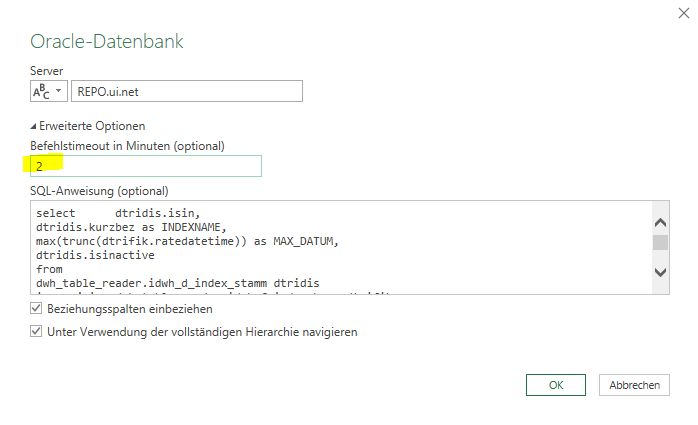 Oracle-Datenbank
Server
ABC REPO.ui.net
Erweiterte Optionen
Befehlstimeout in Minuten (optional)
2
SQL-Anweisung (optional)
select      dtridis.isin,
dtridis.kurzbez as INDEXNAME,
max(trunc(dtrifik.ratedatetime)) as MAX_DATUM,
dtridis.isinactive
from
dwh_table_reader.idwh_d_index_stamm dtridis
Beziehungsspalten einbeziehen
Unter Verwendung der vollständigen Hierarchie navigieren
OK Abbrechen